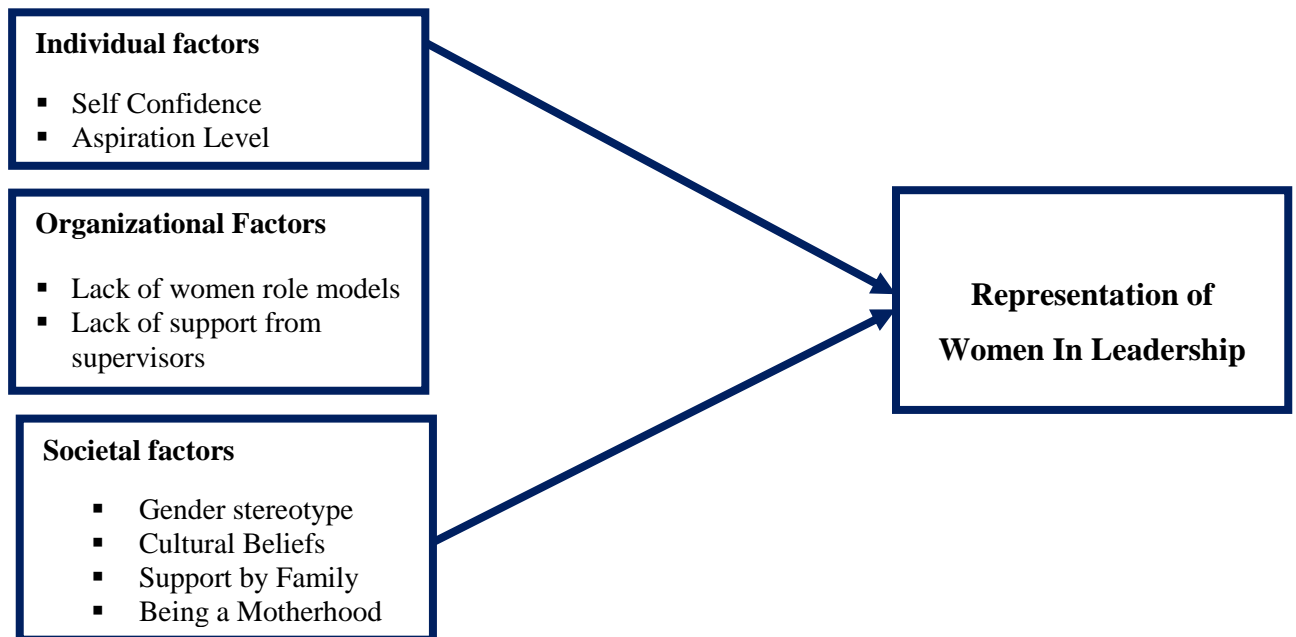 Individual factors
▪ Self Confidence
▪ Aspiration Level
Organizational Factors
▪ Lack of women role models
▪ Lack of support from
supervisors
Societal factors
▪ Gender stereotype
▪ Cultural Beliefs
▪ Support by Family
▪ Being a Motherhood
Representation of
Women In Leadership